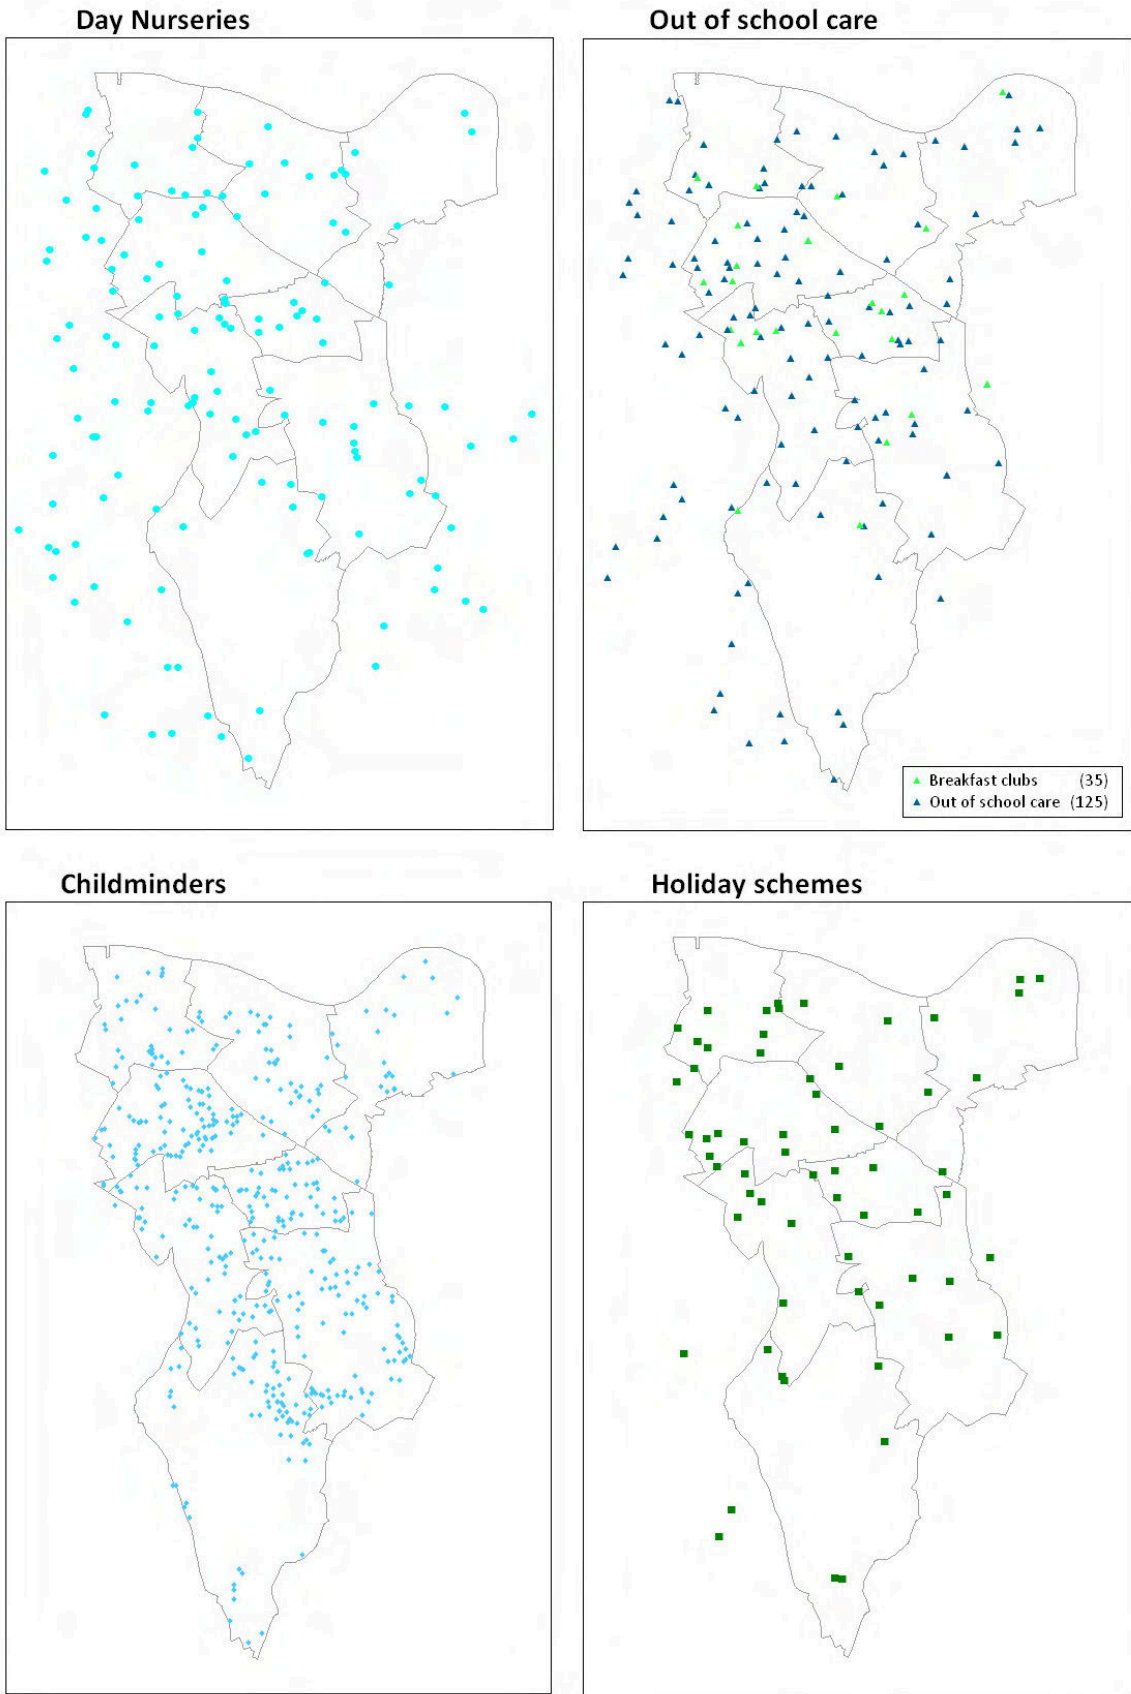 Day Nurseries
Out of school care
Breakfast clubs (35)
Out of school care (125)
Childminders
Holiday schemes